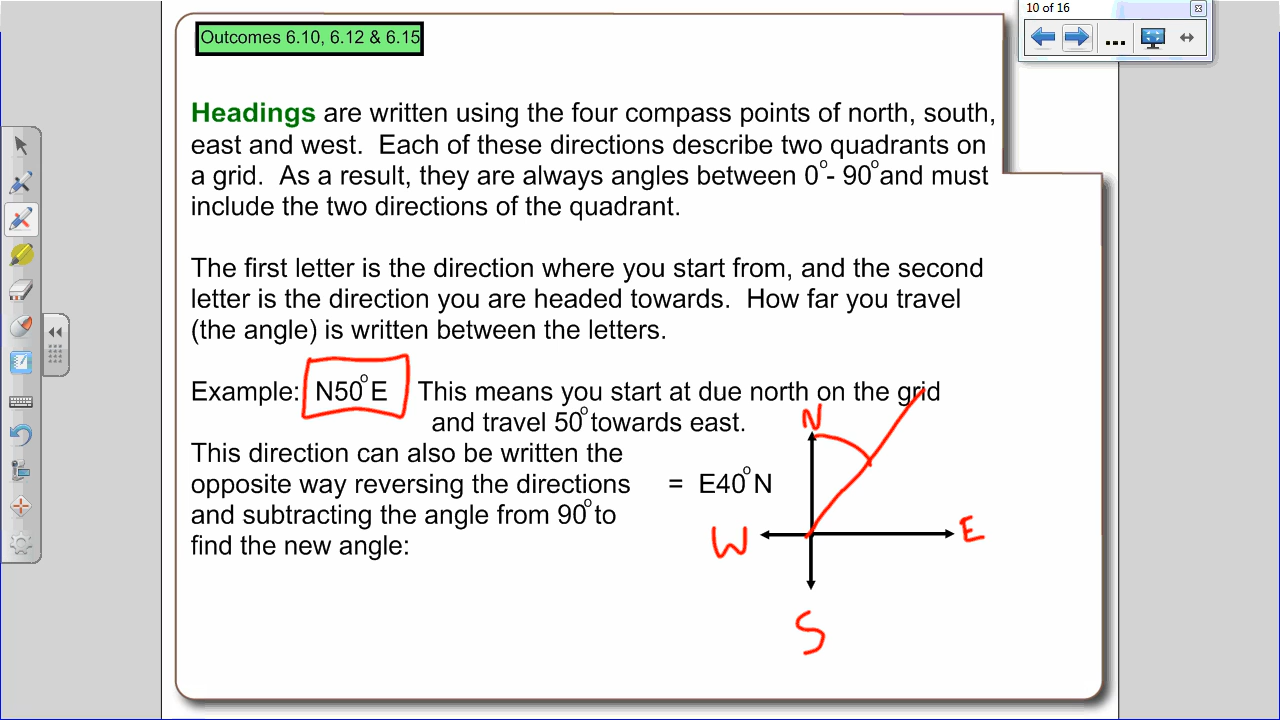 10 of 16
Outcomes 6.10, 6.12 & 6.15
Headings are written using the four compass points of north, south,
east and west. Each of these directions describe two quadrants on
a grid. As a result, they are always angles between 0°- 90° and must
include the two directions of the quadrant.
The first letter is the direction where you start from, and the second
letter is the direction you are headed towards. How far you travel
(the angle) is written between the letters.
Example: N50°E This means you start at due north on the grid
and travel 50° towards east.
This direction can also be written the
opposite way reversing the directions = E40°N
and subtracting the angle from 90° to
find the new angle:
N
W E
S